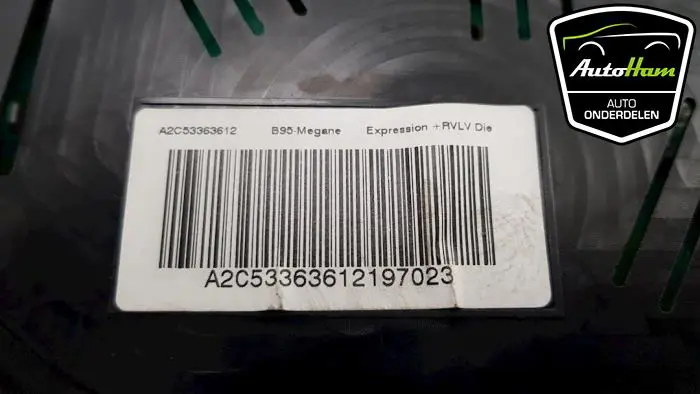 AutoHam
AUTO
ONDERDELEN
A2C53363612 B95-Megane Expression +RVLV Die
A2C53363612197023